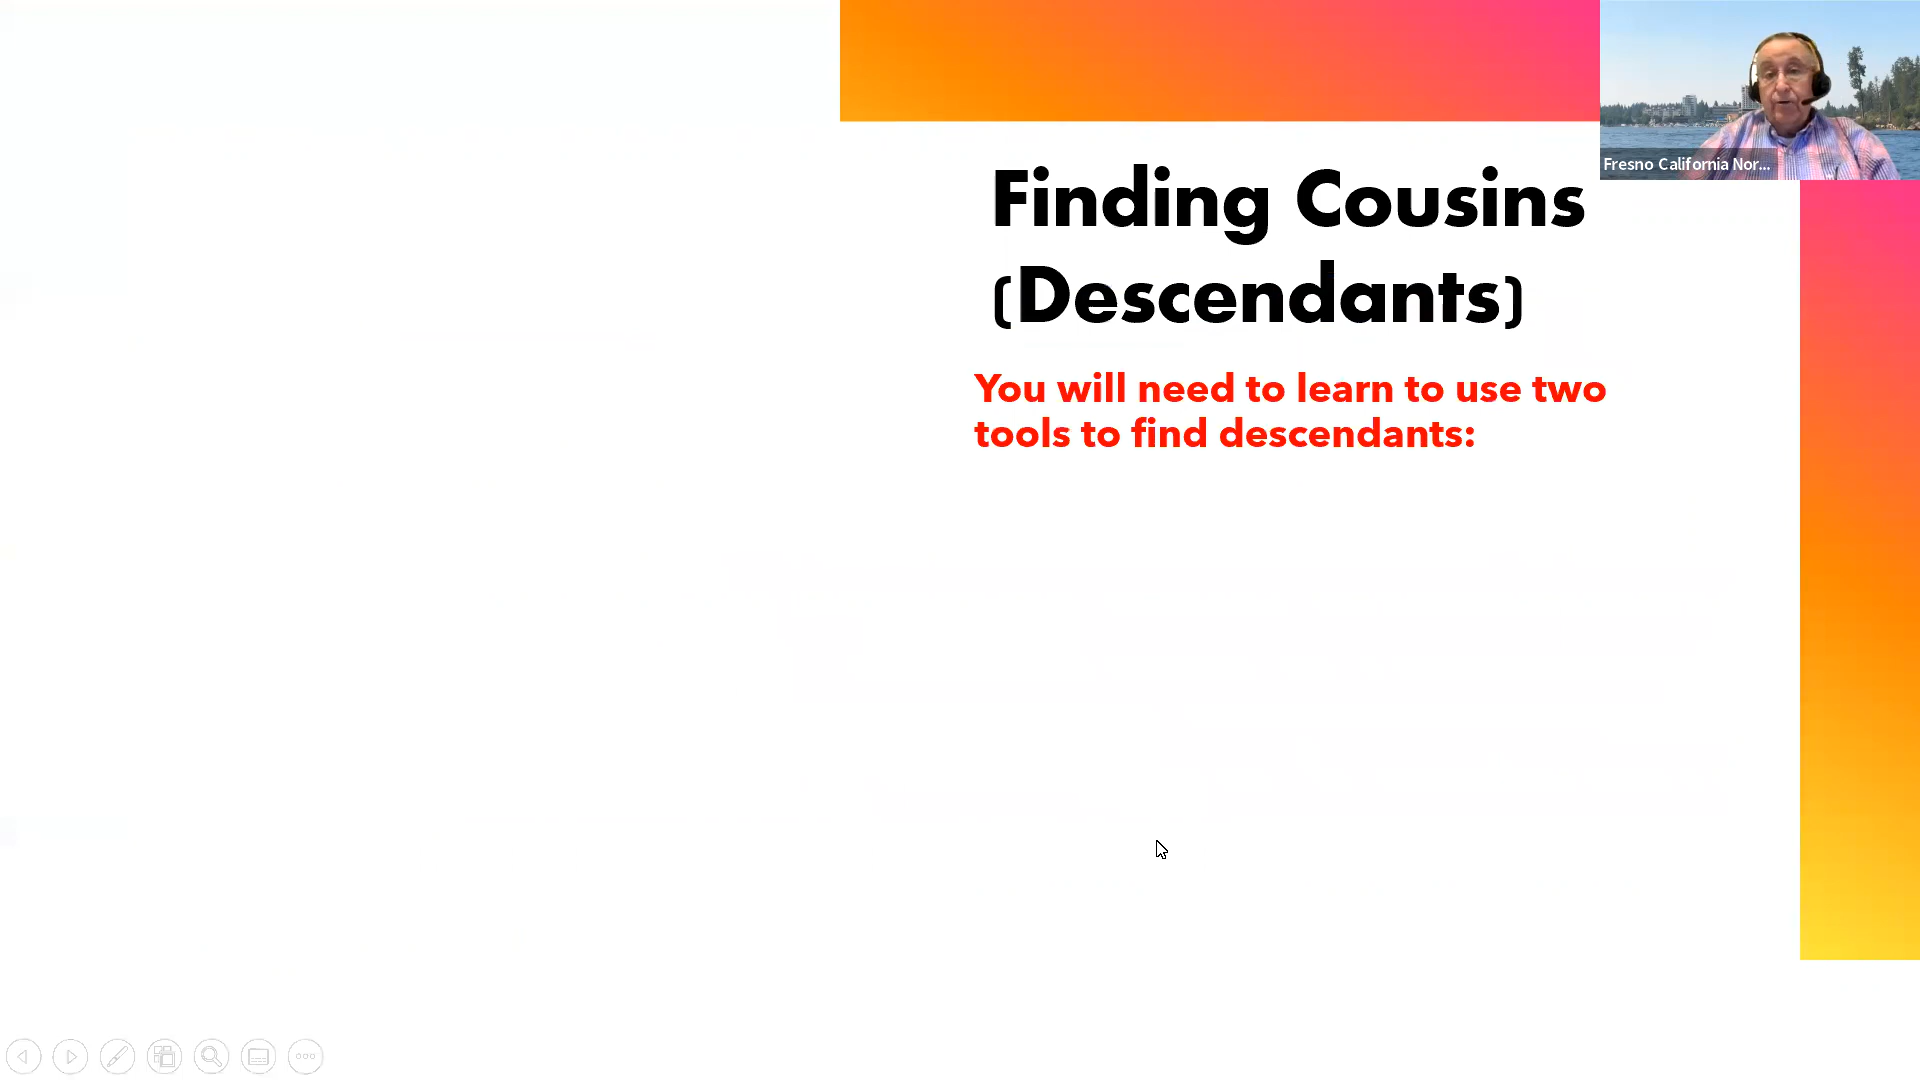 Finding Cousins
(Descendants)
You will need to learn to use two
tools to find descendants:
Fresno California Nor...